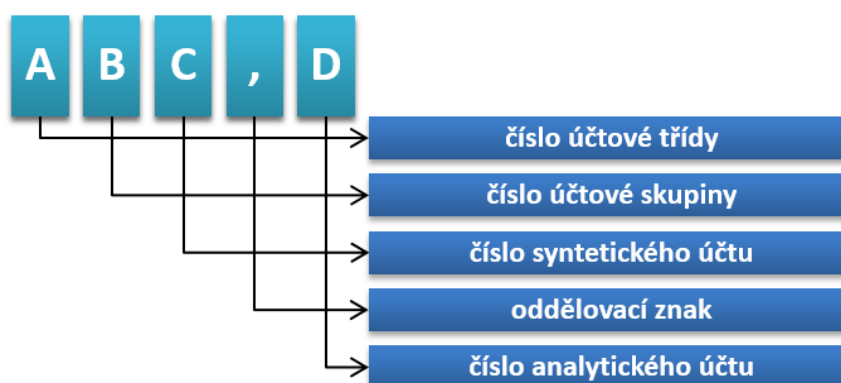 A B C , D
číslo účtové třídy
číslo účtové skupiny
číslo syntetického účtu
oddělovací znak
číslo analytického účtu